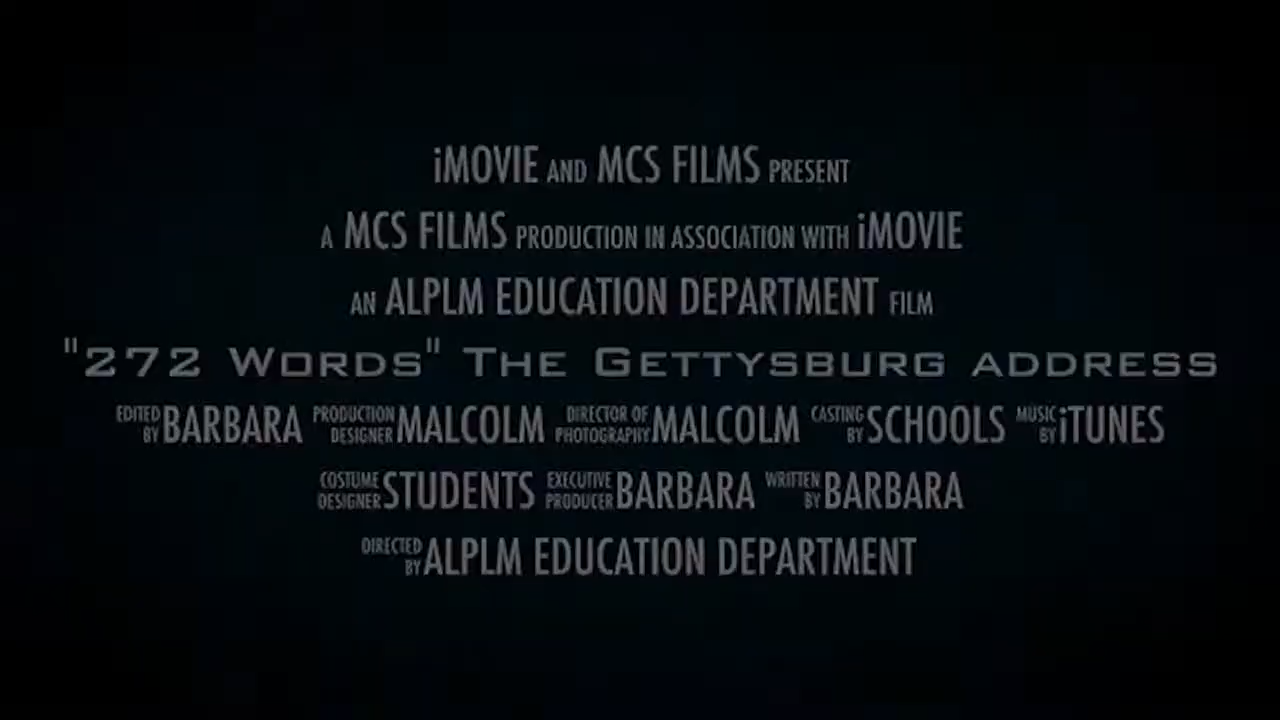 iMOVIE AND MCS FILMS PRESENT
A MCS FILMS PRODUCTION IN ASSOCIATION WITH iMOVIE
AN ALPLM EDUCATION DEPARTMENT FILM
"272 WORDS" THE GETTYSBURG ADDRESS
EDITED BY BARBARA PRODUCTION DESIGNER MALCOLM DIRECTOR OF PHOTOGRAPHY MALCOLM CASTING BY SCHOOLS MUSIC BY iTUNES
COSTUME DESIGNER STUDENTS EXECUTIVE PRODUCER BARBARA WRITTEN BY BARBARA
DIRECTED BY ALPLM EDUCATION DEPARTMENT